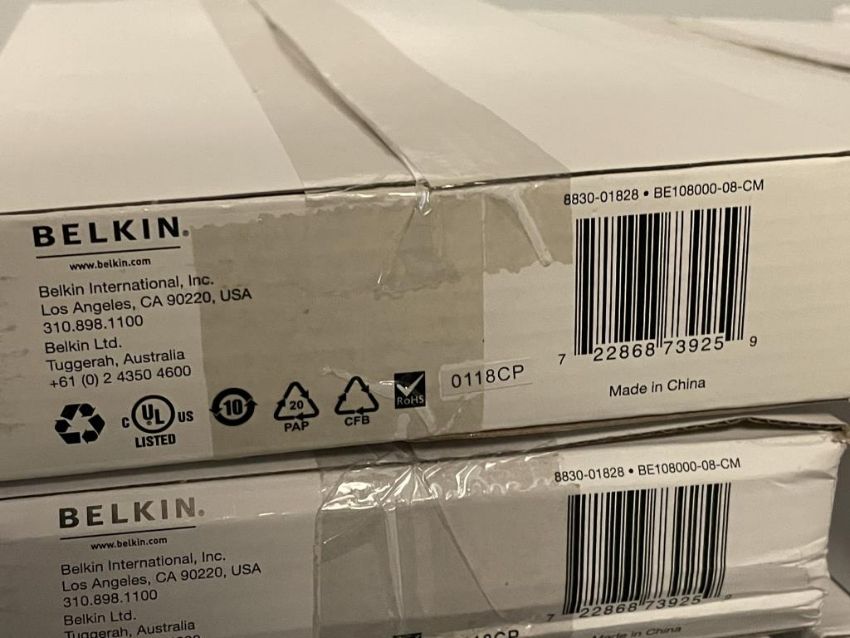 BELKIN.
www.belkin.com
Belkin International, Inc.
Los Angeles, CA 90220, USA
310.898.1100
Belkin Ltd.
Tuggerah, Australia
+61 (0) 2 4350 4600
C UL US
LISTED
10
20
PAP
CFB
RoHS
0118CP
8830-01828 • BE108000-08-CM
7 22868 73925 9
Made in China
BELKIN.
www.belkin.com
Belkin International, Inc.
Los Angeles, CA 90220, USA
310.898.1100
Belkin Ltd.
Tuggerah, Australia
8830-01828 • BE108000-08-CM
7 22868 73925 9
Made in China